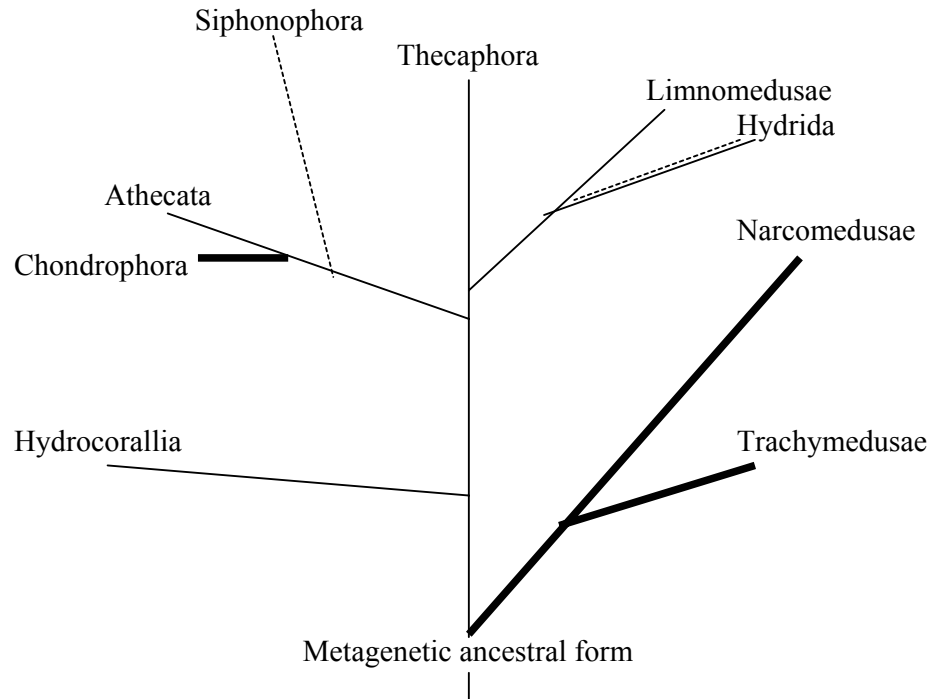 Siphonophora
Thecaphora
Limnomedusae
Hydrida
Athecata
Narcomedusae
Chondrophora
Hydrocorallia
Trachymedusae
Metagenetic ancestral form